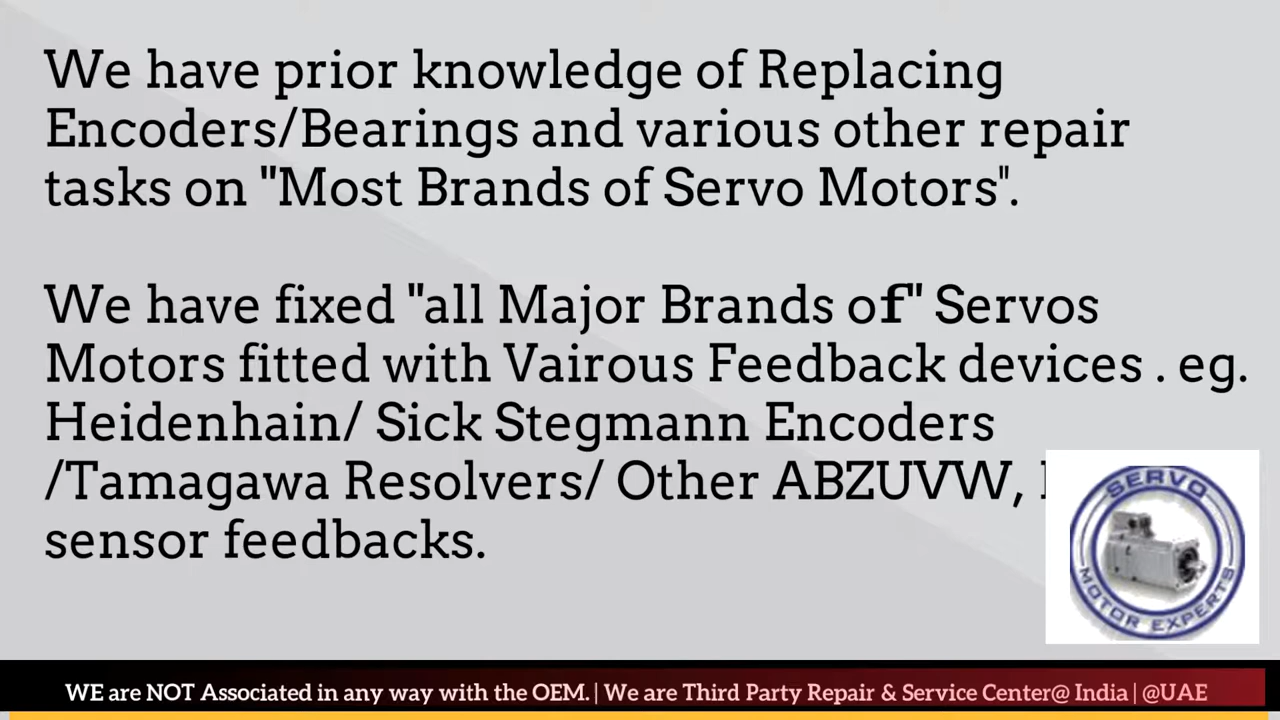 We have prior knowledge of Replacing
Encoders/Bearings and various other repair
tasks on "Most Brands of Servo Motors".
We have fixed "all Major Brands of" Servos
Motors fitted with Vairous Feedback devices . eg.
Heidenhain/ Sick Stegmann Encoders
/Tamagawa Resolvers/ Other ABZUVW,
sensor feedbacks.
SERVO
MOTOR EXPERTS
WE are NOT Associated in any way with the OEM. | We are Third Party Repair & Service Center@ India | @UAE